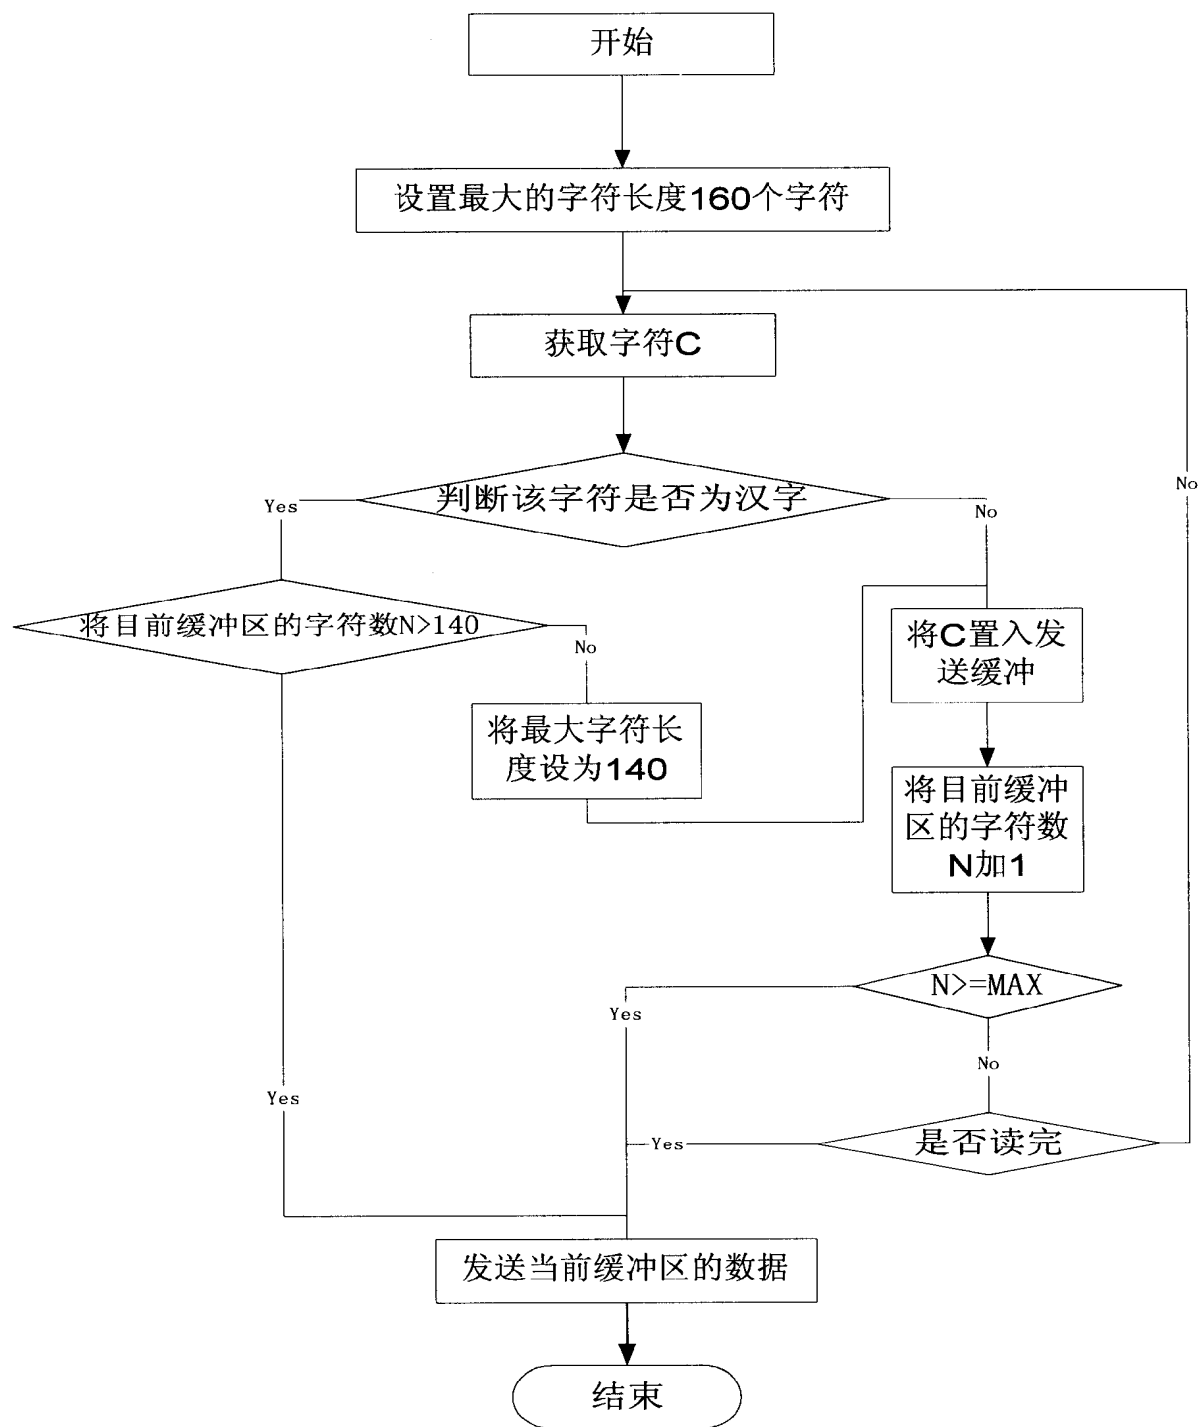 开始
设置最大的字符长度160个字符
获取字符C
判断该字符是否为汉字
Yes
No
No
将目前缓冲区的字符数N>140
No
将C置入发
送缓冲
将最大字符长
度设为140
将目前缓冲
区的字符数
N加1
N>=MAX
Yes
No
Yes
是否读完
Yes
发送当前缓冲区的数据
结束